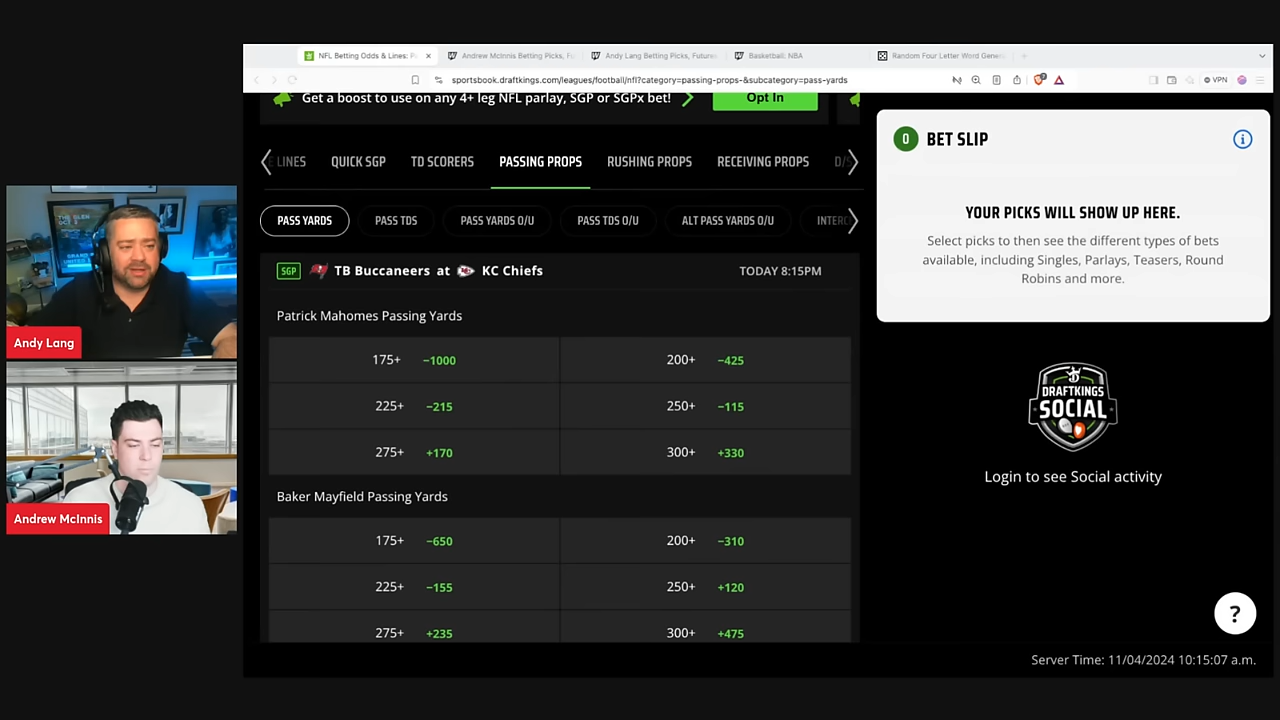 NFL Betting Odds & Lines: P
Andrew McInnis Betting Picks, Fu
Andy Lang Betting Picks, Future
Basketball: NBA
Random Four Letter Word Gene
sportsbook.draftkings.com/leagues/football/nfl?category=passing-props-&subcategory=pass-yards
VPN
Get a boost to use on any 4+ leg NFL parlay, SGP or SGPx bet!
Opt In
LINES
QUICK SGP
TD SCORERS
PASSING PROPS
RUSHING PROPS
RECEIVING PROPS
D/S
PASS YARDS
PASS TDS
PASS YARDS O/U
PASS TDS O/U
ALT PASS YARDS O/U
INTERC
SGP TB Buccaneers at KC Chiefs TODAY 8:15PM
Patrick Mahomes Passing Yards
175+ −1000 200+ −425
225+ −215 250+ −115
275+ +170 300+ +330
Baker Mayfield Passing Yards
175+ −650 200+ −310
225+ −155 250+ +120
275+ +235 300+ +475
0 BET SLIP
YOUR PICKS WILL SHOW UP HERE.
Select picks to then see the different types of bets
available, including Singles, Parlays, Teasers, Round
Robins and more.
DRAFTKINGS
SOCIAL
Login to see Social activity
?
Server Time: 11/04/2024 10:15:07 a.m.
Andy Lang
Andrew McInnis